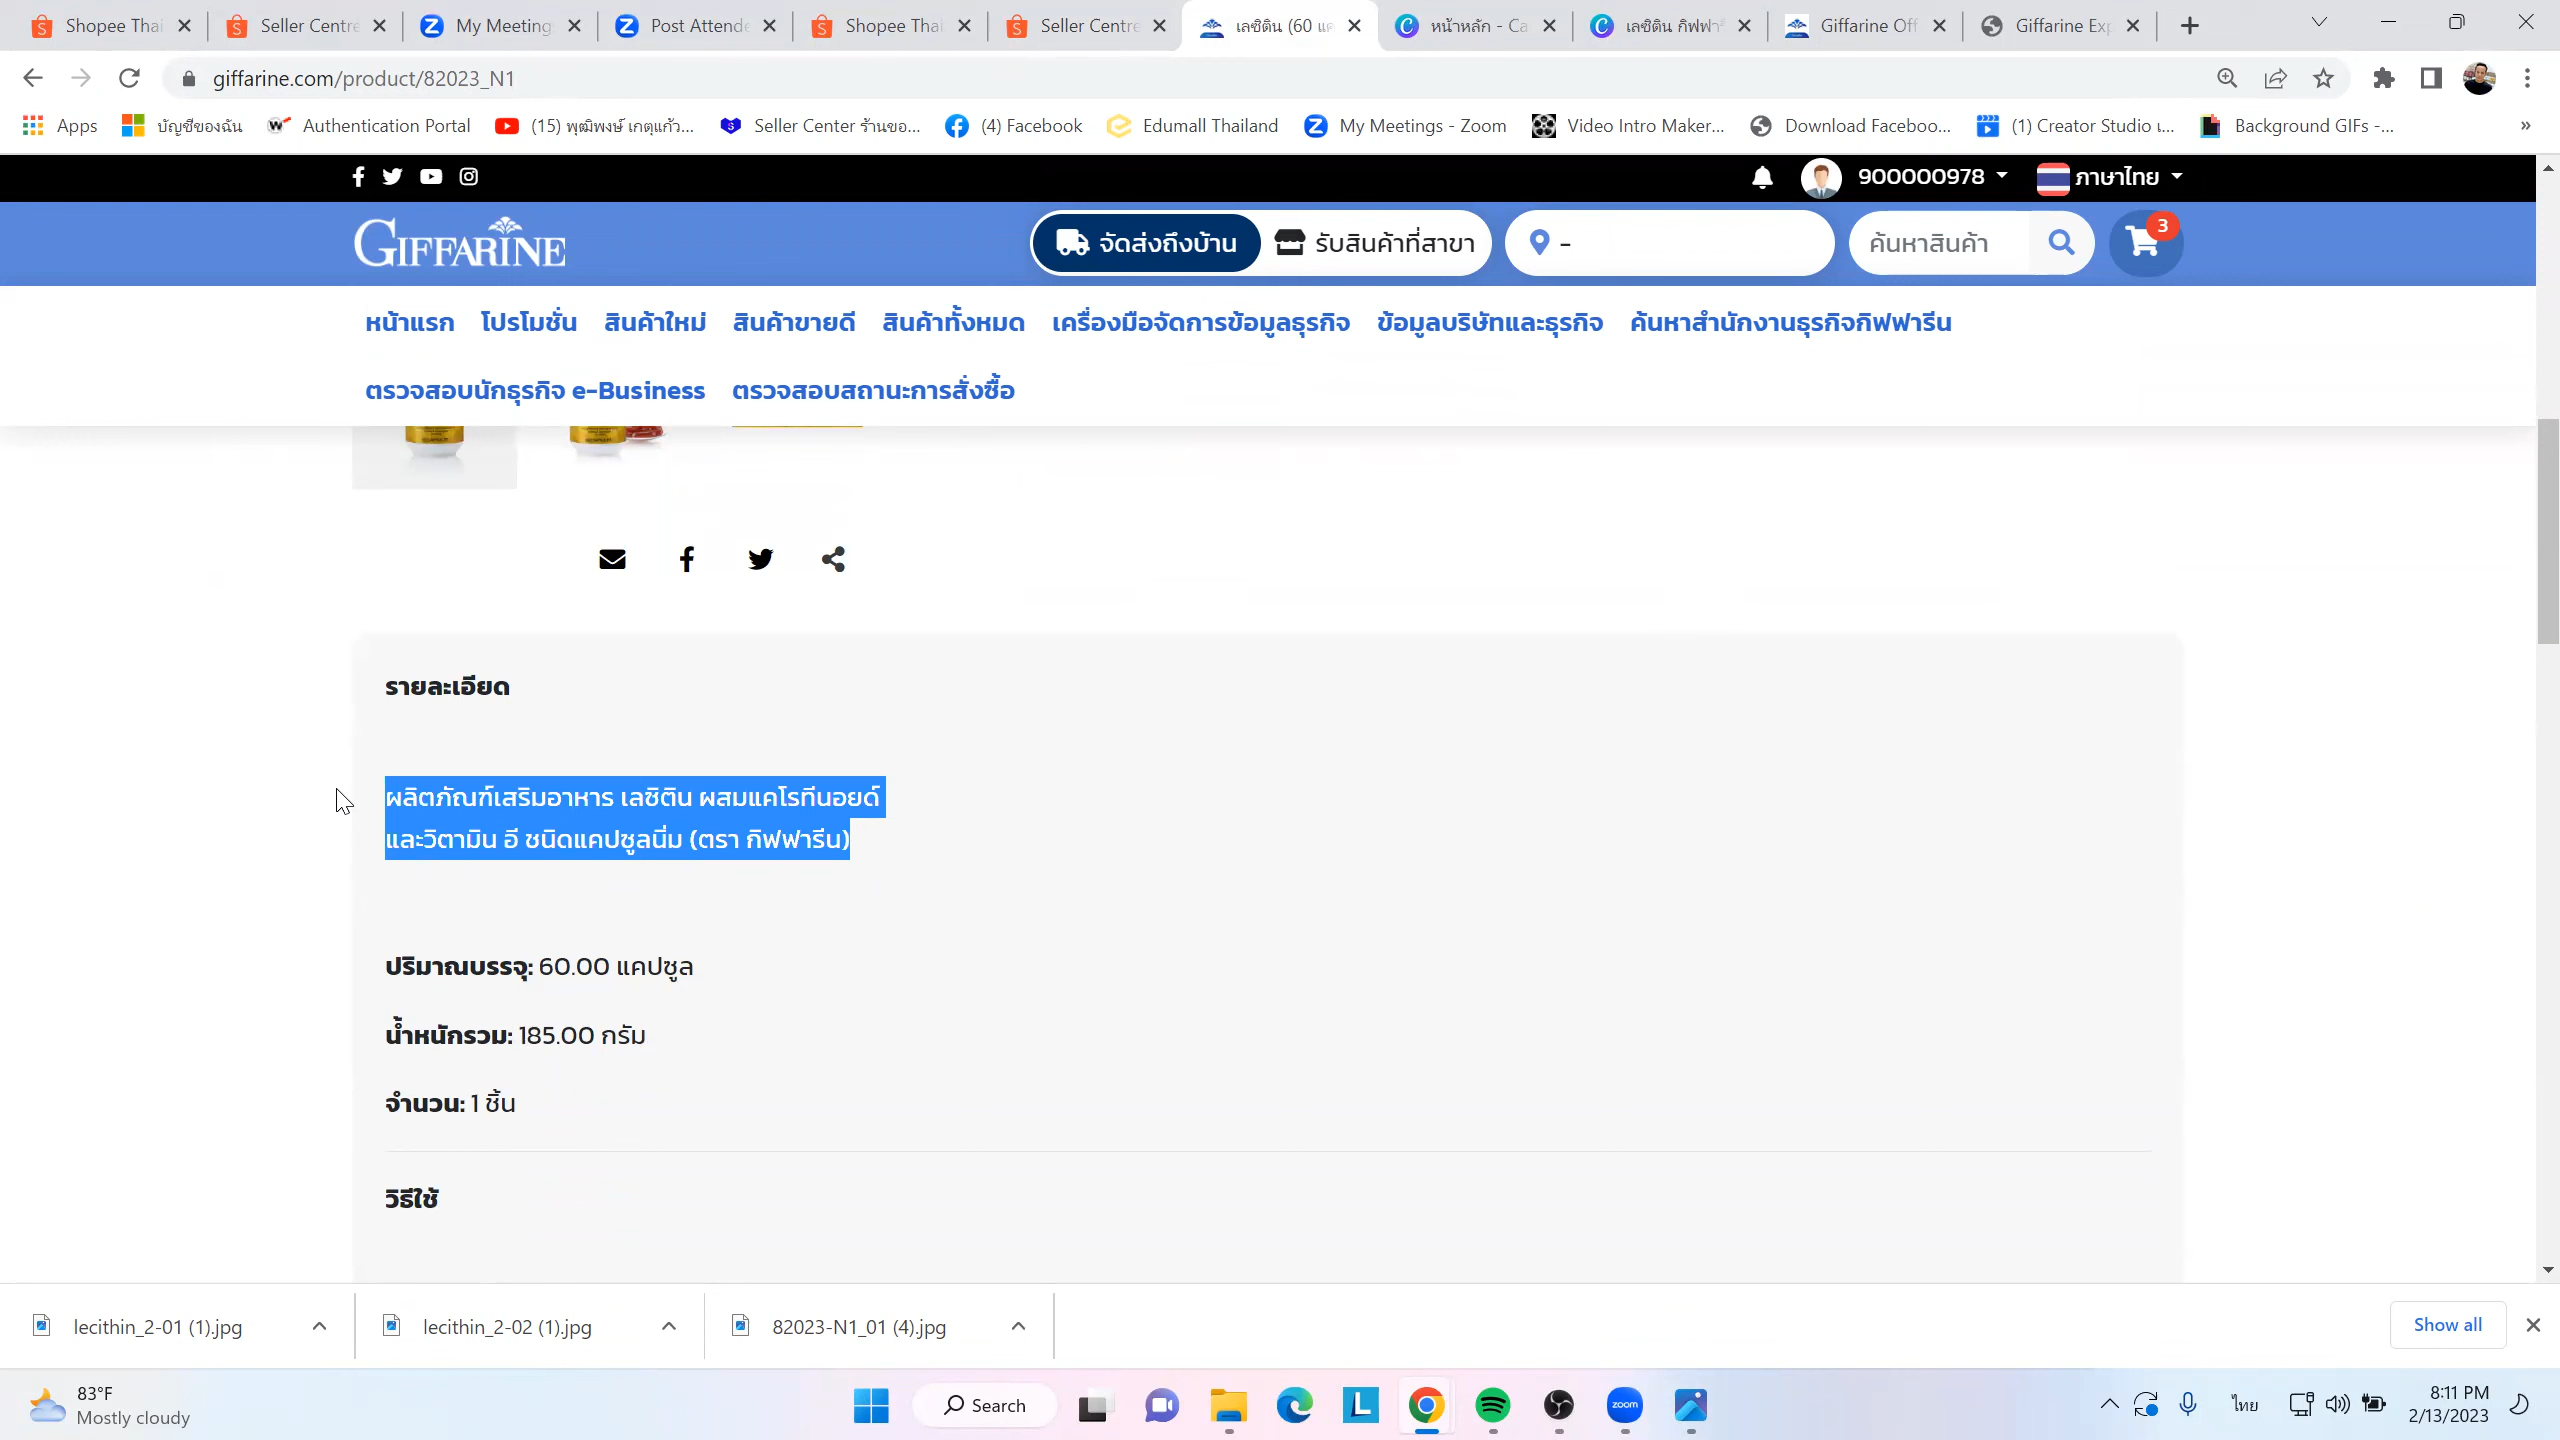 Shopee Thai
Seller Centre
My Meeting
Post Attende
Shopee Thai
Seller Centre
เลซิติน (60 แค
หน้าหลัก - Ca
เลซิติน กิฟฟารี
Giffarine Off
Giffarine Exp
giffarine.com/product/82023_N1
Apps
บัญชีของฉัน
Authentication Portal
(15) พุฒิพงษ์ เกตุแก้ว...
Seller Center ร้านขอ...
(4) Facebook
Edumall Thailand
My Meetings - Zoom
Video Intro Maker...
Download Faceboo...
(1) Creator Studio เ...
Background GIFs -...
»
900000978
ภาษาไทย
GIFFARINE
จัดส่งถึงบ้าน
รับสินค้าที่สาขา
-
ค้นหาสินค้า
3
หน้าแรก โปรโมชั่น สินค้าใหม่ สินค้าขายดี สินค้าทั้งหมด เครื่องมือจัดการข้อมูลธุรกิจ ข้อมูลบริษัทและธุรกิจ ค้นหาสำนักงานธุรกิจกิฟฟารีน
ตรวจสอบนักธุรกิจ e-Business ตรวจสอบสถานะการสั่งซื้อ
รายละเอียด
ผลิตภัณฑ์เสริมอาหาร เลซิติน ผสมแคโรทีนอยด์
และวิตามิน อี ชนิดแคปซูลนิ่ม (ตรา กิฟฟารีน)
ปริมาณบรรจุ: 60.00 แคปซูล
น้ำหนักรวม: 185.00 กรัม
จำนวน: 1 ชิ้น
วิธีใช้
lecithin_2-01 (1).jpg
lecithin_2-02 (1).jpg
82023-N1_01 (4).jpg
Show all
83°F
Mostly cloudy
Search
L
zoom
ไทย
8:11 PM
2/13/2023